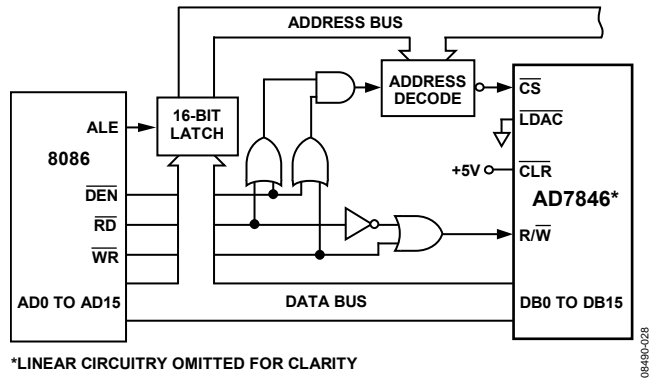 ADDRESS BUS
16-BIT
LATCH
ADDRESS
DECODE
ALE
8086
DEN
RD
WR
AD0 TO AD15
CS
LDAC
+5V
CLR
AD7846*
R/W
DATA BUS
DB0 TO DB15
*LINEAR CIRCUITRY OMITTED FOR CLARITY
08490-028